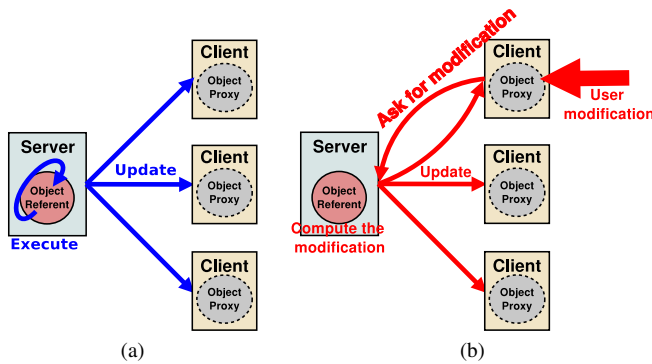 Client
Object
Proxy
Server
Object
Referent
Execute
Update
Client
Object
Proxy
Client
Object
Proxy
(a)
Ask for modification
Client
Object
Proxy
User
modification
Server
Object
Referent
Compute the
modification
Update
Client
Object
Proxy
Client
Object
Proxy
(b)